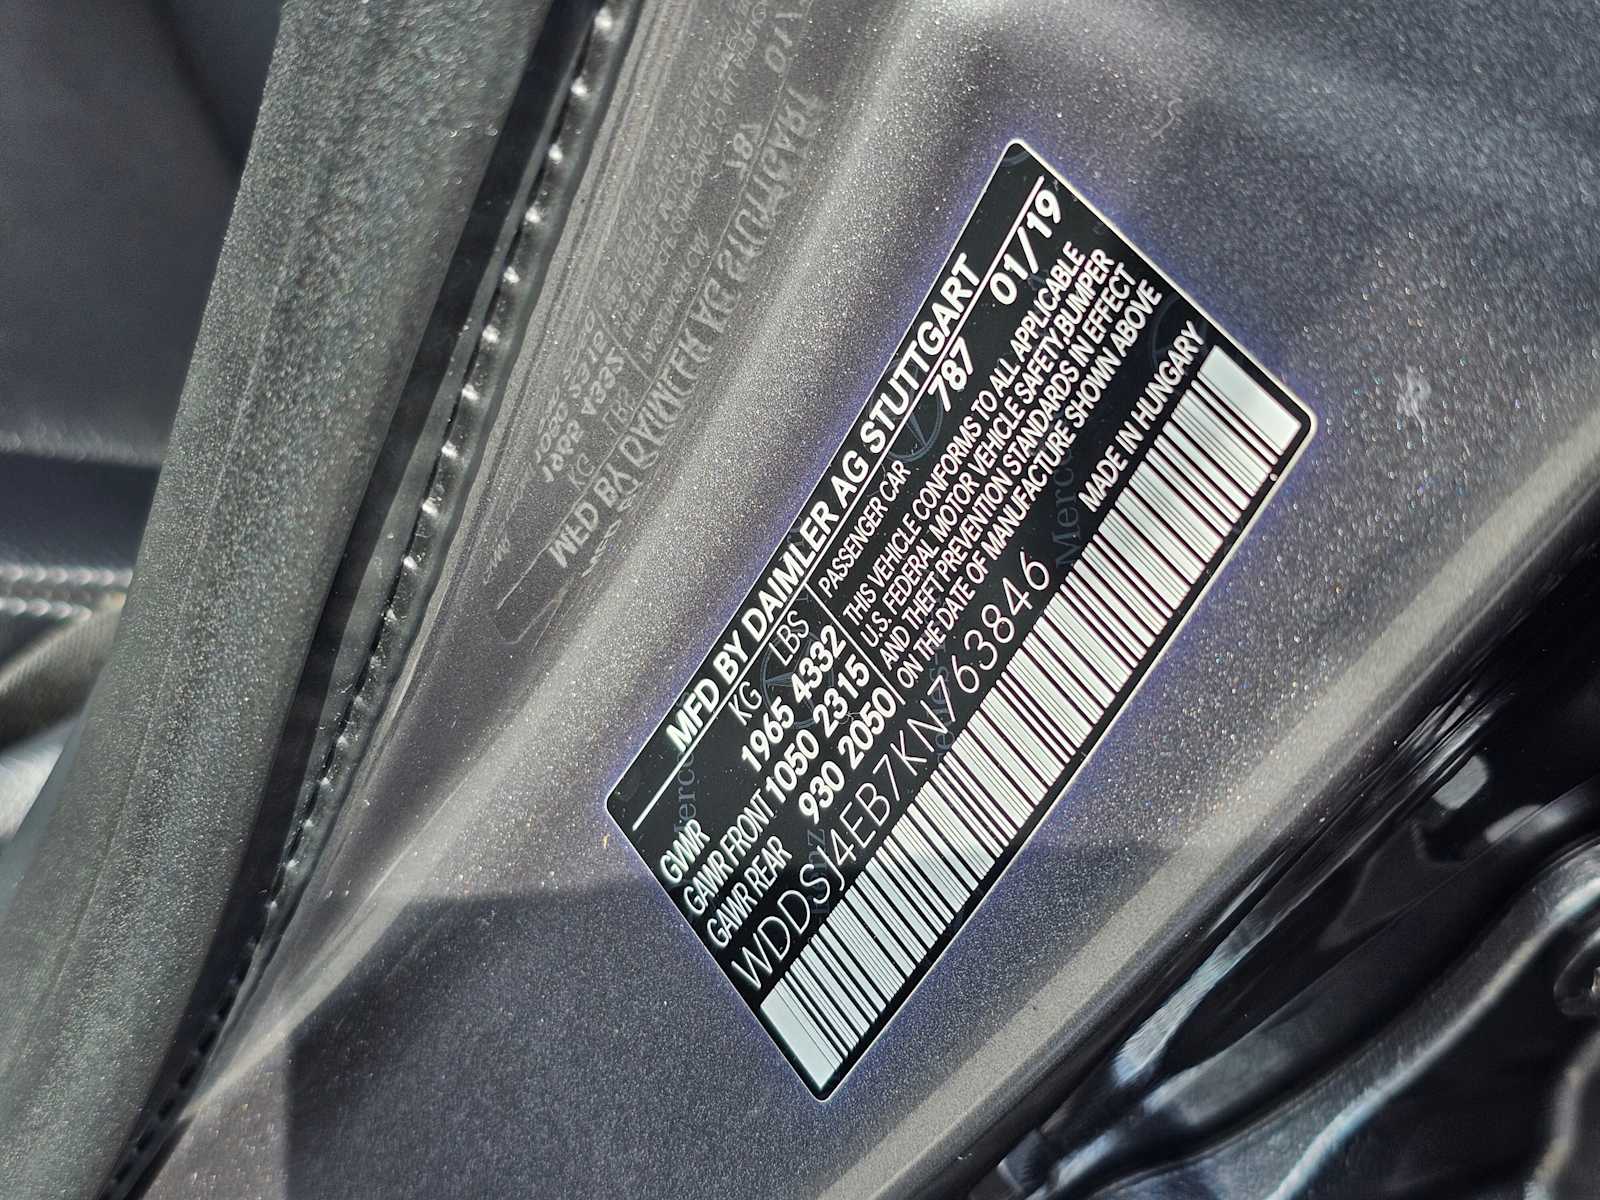 MFD BY DAIMLER AG STUTTGART
787 01/19
KG LBS
GVWR 1965 4332
GAWR FRONT 1050 2315
GAWR REAR 930 2050
PASSENGER CAR
THIS VEHICLE CONFORMS TO ALL APPLICABLE
U.S. FEDERAL MOTOR VEHICLE SAFETY, BUMPER
AND THEFT PREVENTION STANDARDS IN EFFECT
ON THE DATE OF MANUFACTURE SHOWN ABOVE
WDDSJ4EB7KN763846
MADE IN HUNGARY